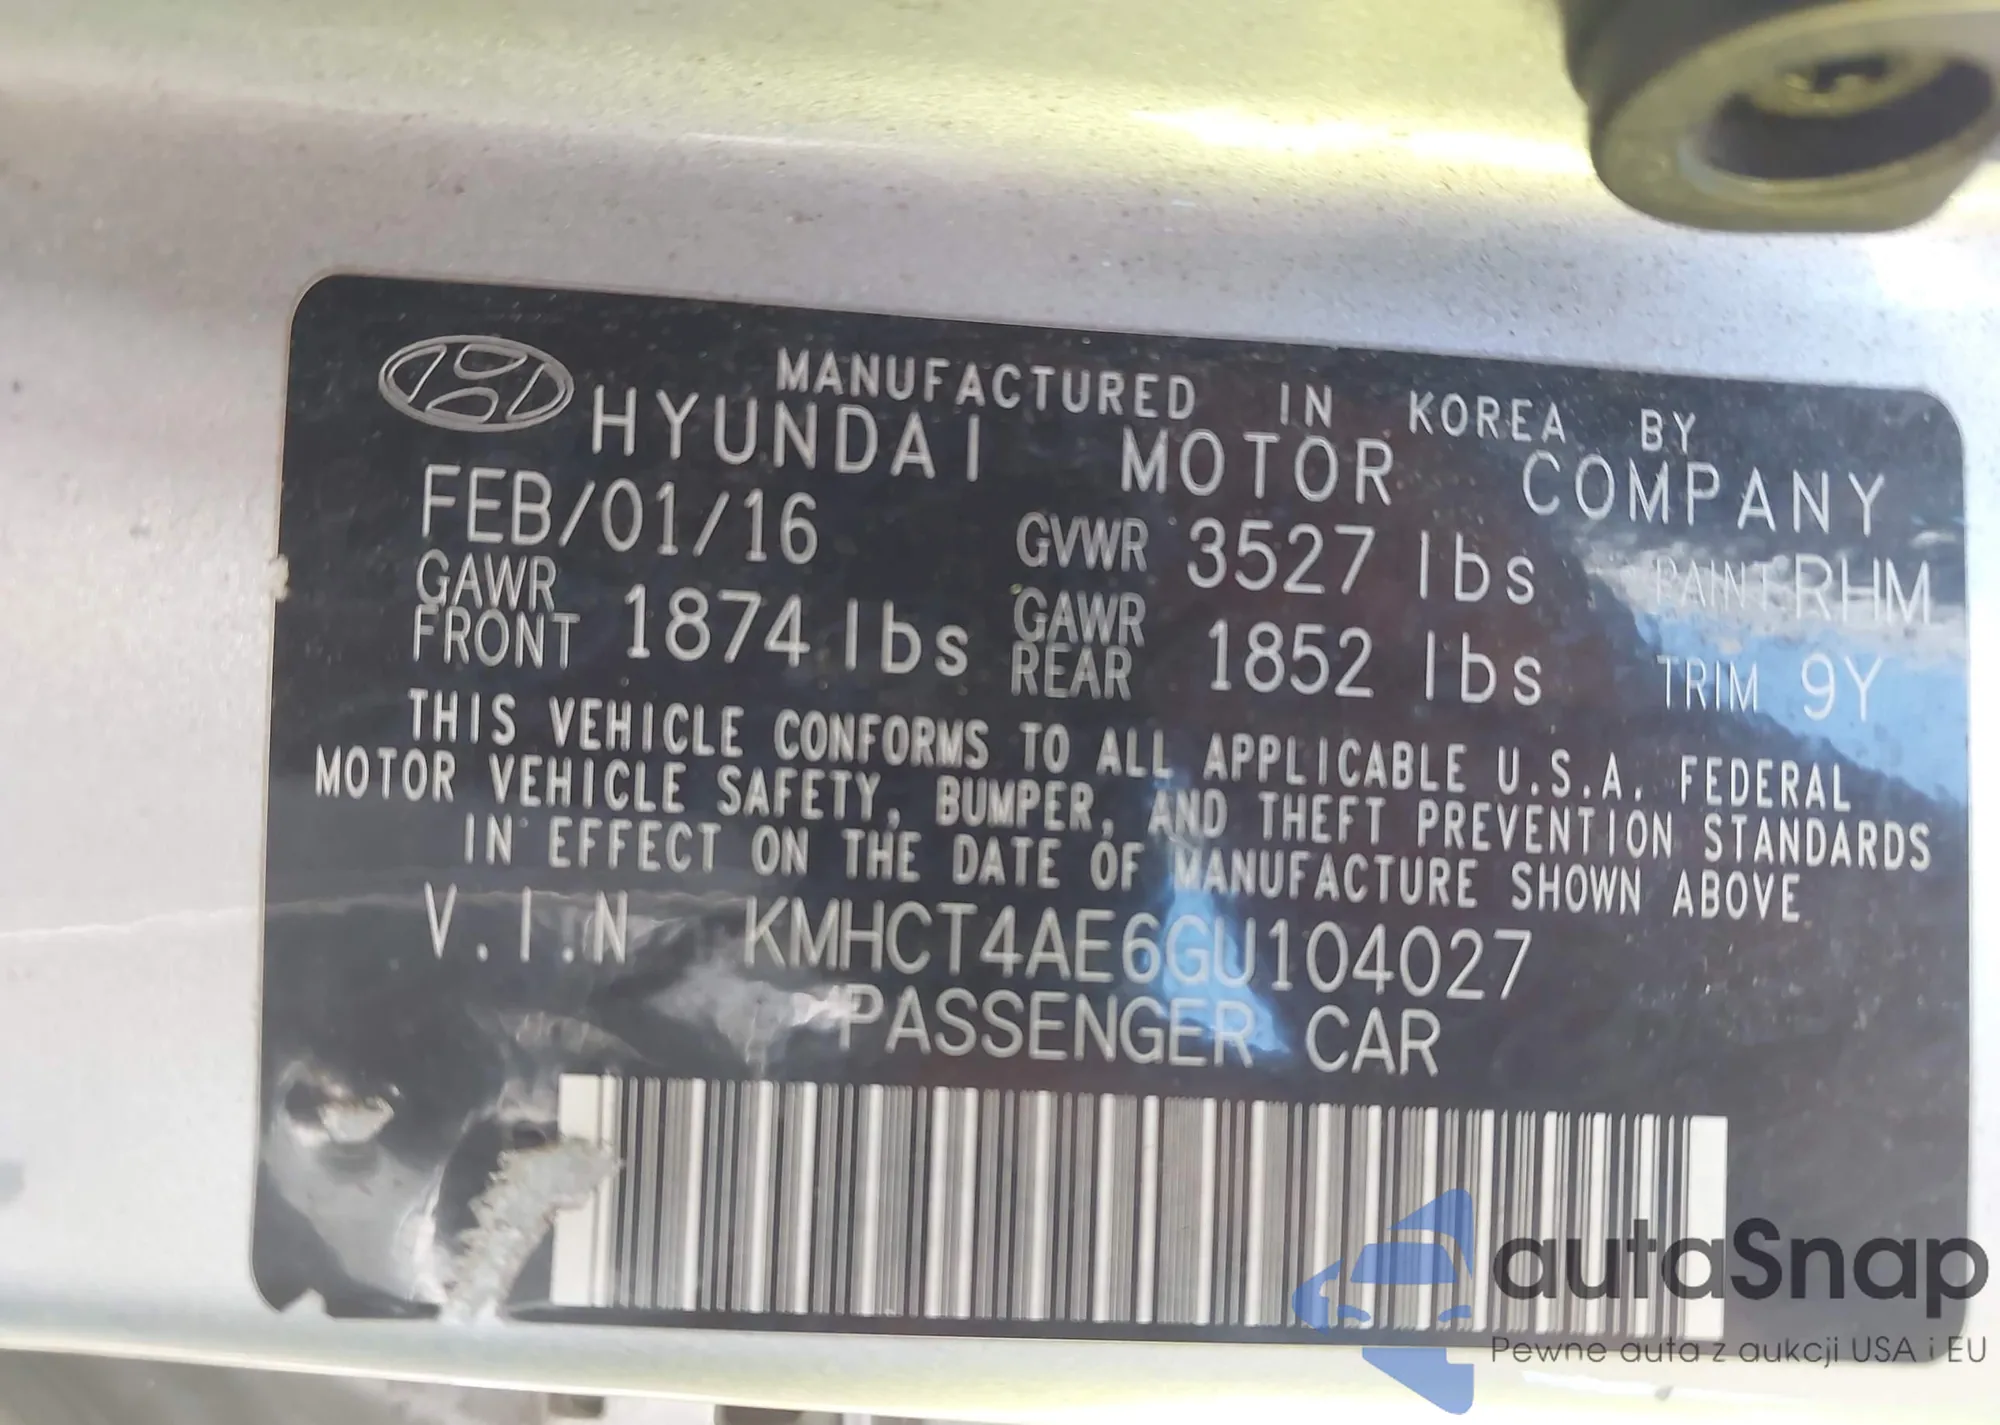 MANUFACTURED IN KOREA BY
HYUNDAI MOTOR COMPANY
FEB/01/16 GVWR 3527 lbs PAINT RHM
GAWR FRONT 1874 lbs GAWR REAR 1852 lbs TRIM 9Y
THIS VEHICLE CONFORMS TO ALL APPLICABLE U.S.A. FEDERAL
MOTOR VEHICLE SAFETY, BUMPER, AND THEFT PREVENTION STANDARDS
IN EFFECT ON THE DATE OF MANUFACTURE SHOWN ABOVE
V.I.N KMHCT4AE6GU104027
PASSENGER CAR
autaSnap
Pewne auta z aukcji USA i EU